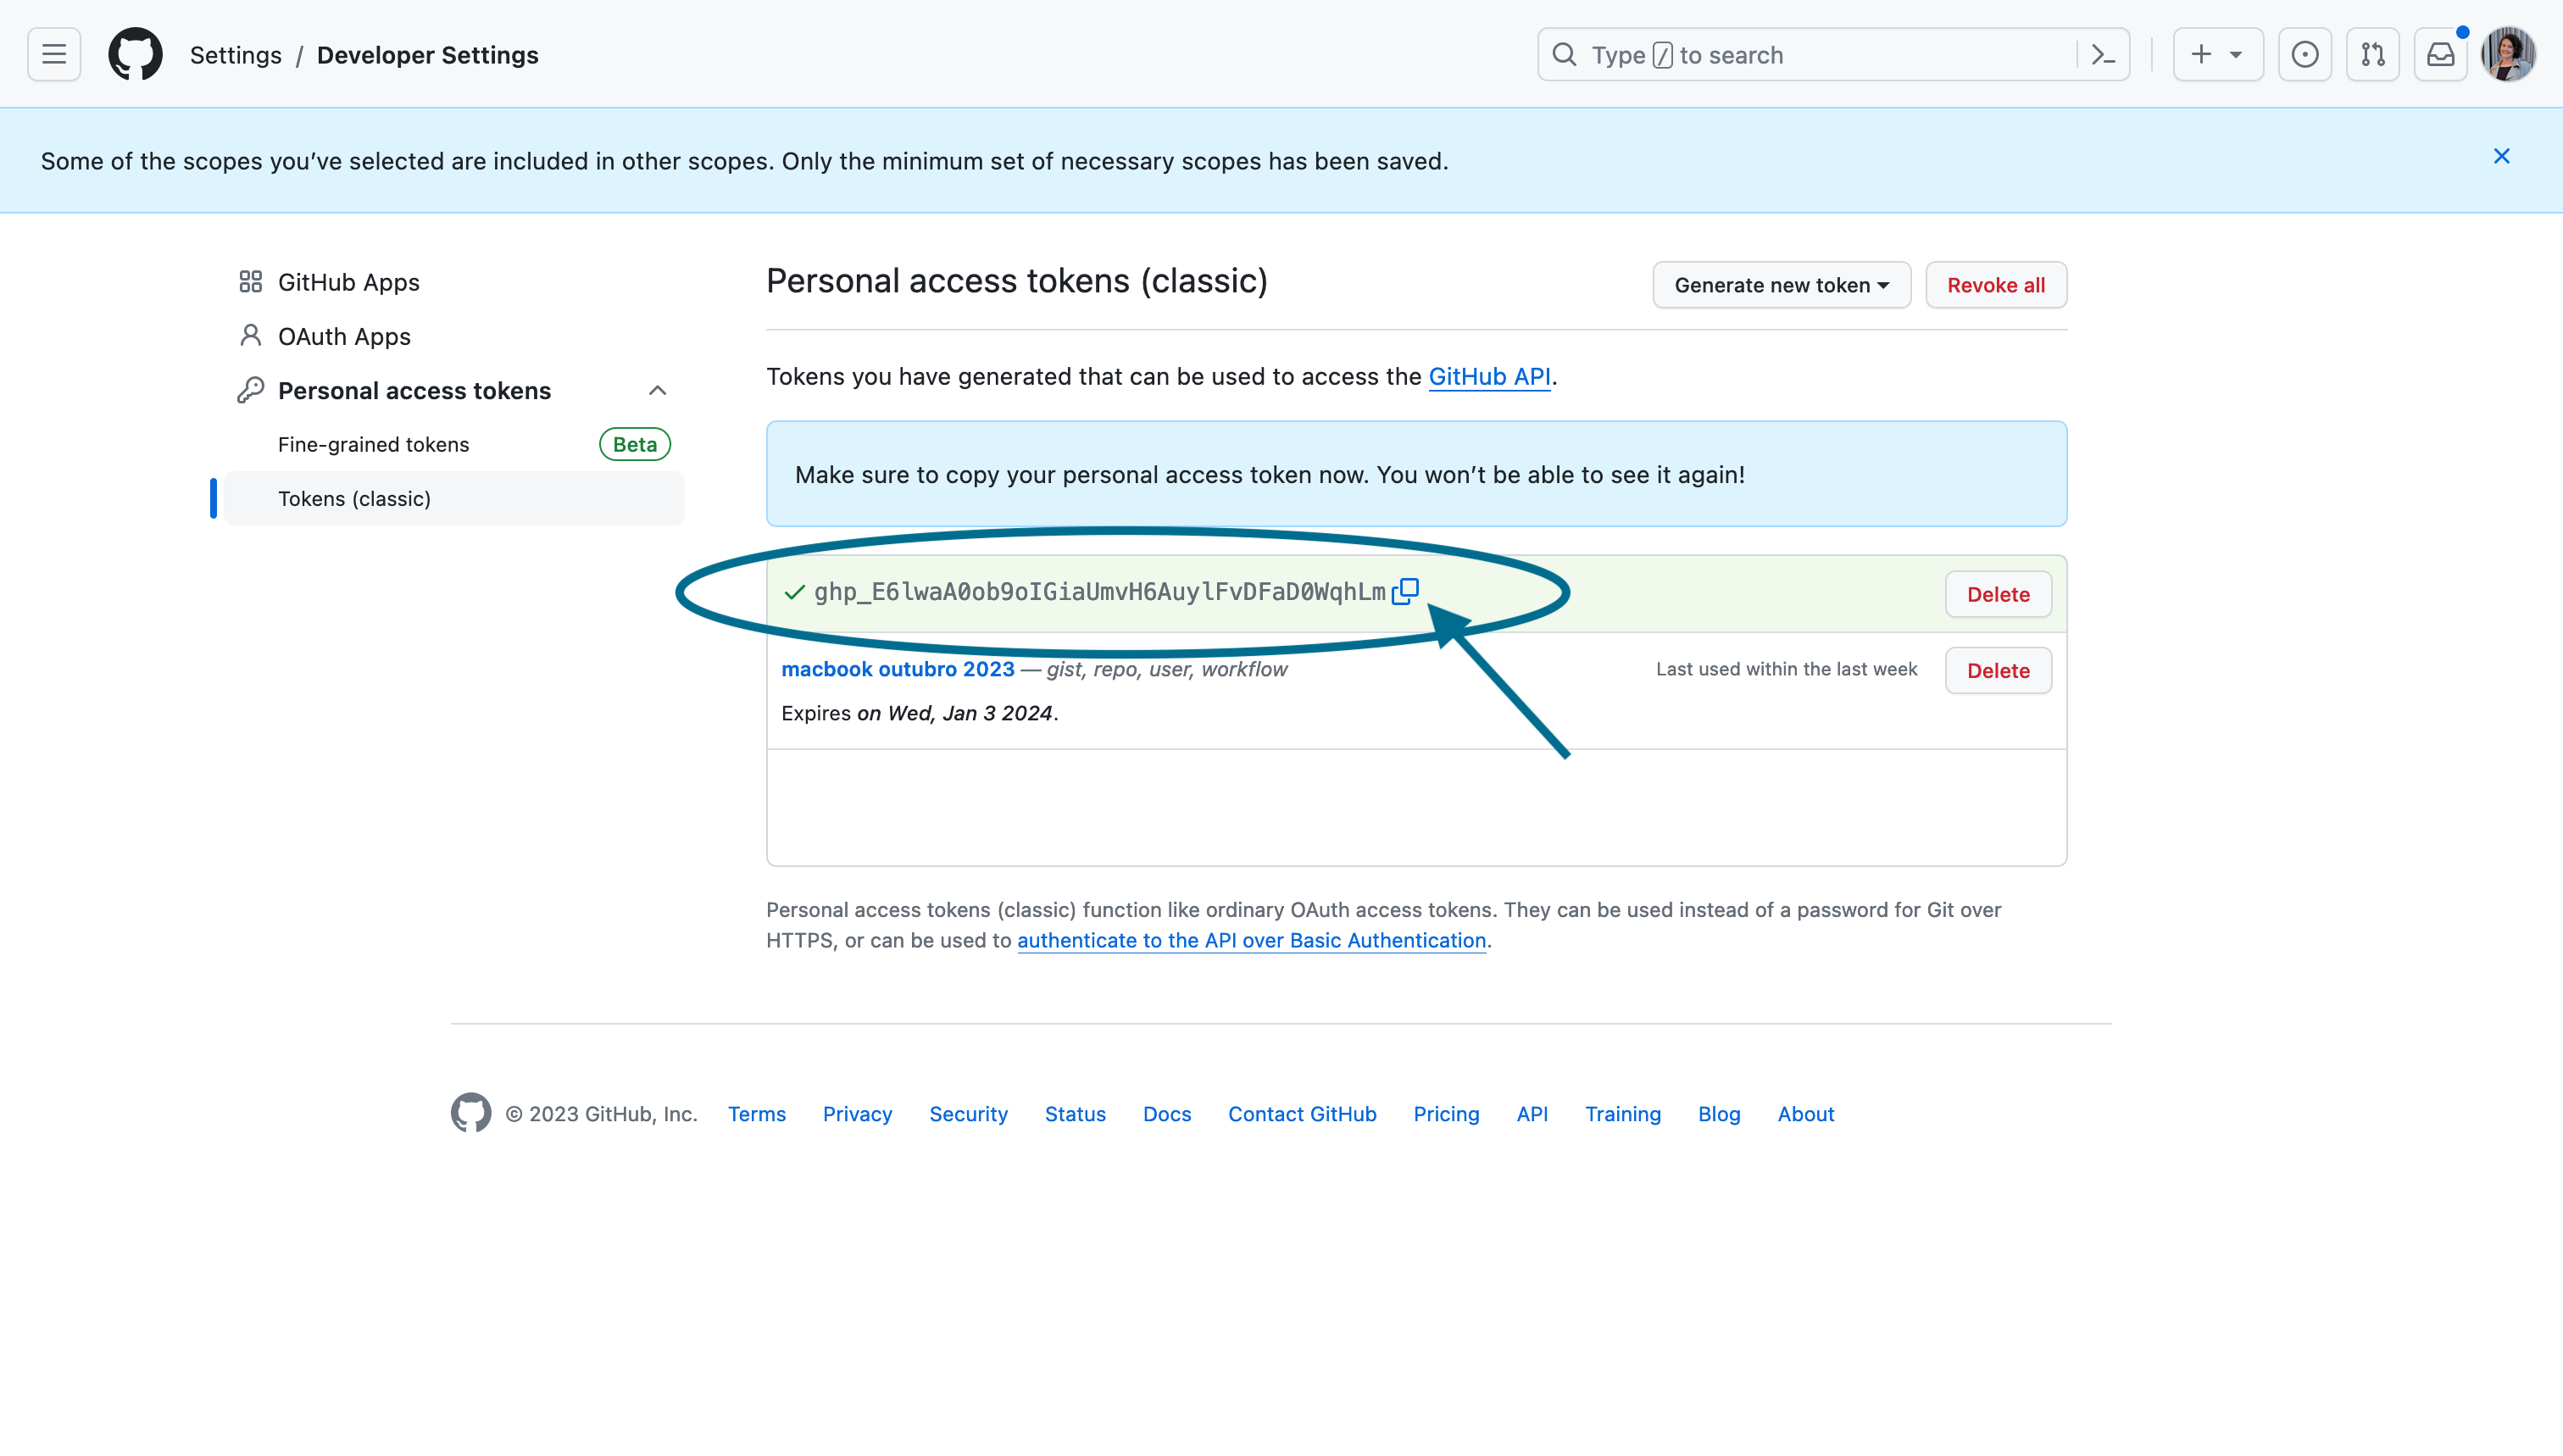 Settings / Developer Settings
Type / to search
Some of the scopes you’ve selected are included in other scopes. Only the minimum set of necessary scopes has been saved.
GitHub Apps
OAuth Apps
Personal access tokens
Fine-grained tokens Beta
Tokens (classic)
Personal access tokens (classic)
Generate new token
Revoke all
Tokens you have generated that can be used to access the GitHub API.
Make sure to copy your personal access token now. You won’t be able to see it again!
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
Delete
macbook outubro 2023 — gist, repo, user, workflow
Last used within the last week
Delete
Expires on Wed, Jan 3 2024.
Personal access tokens (classic) function like ordinary OAuth access tokens. They can be used instead of a password for Git over
HTTPS, or can be used to authenticate to the API over Basic Authentication.
© 2023 GitHub, Inc. Terms Privacy Security Status Docs Contact GitHub Pricing API Training Blog About